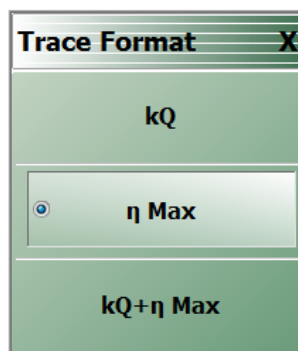 Trace Format X
kQ
η Max
kQ+η Max